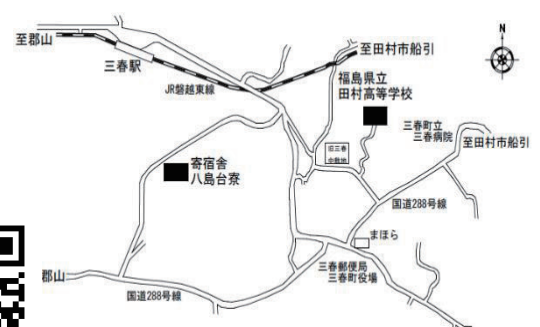 至郡山
三春駅
JR磐越東線
至田村市船引
N
福島県立
田村高等学校
旧三春
中敷地
三春町立
三春病院
至田村市船引
寄宿舎
八島台寮
国道288号線
まほら
三春郵便局
三春町役場
郡山
国道288号線